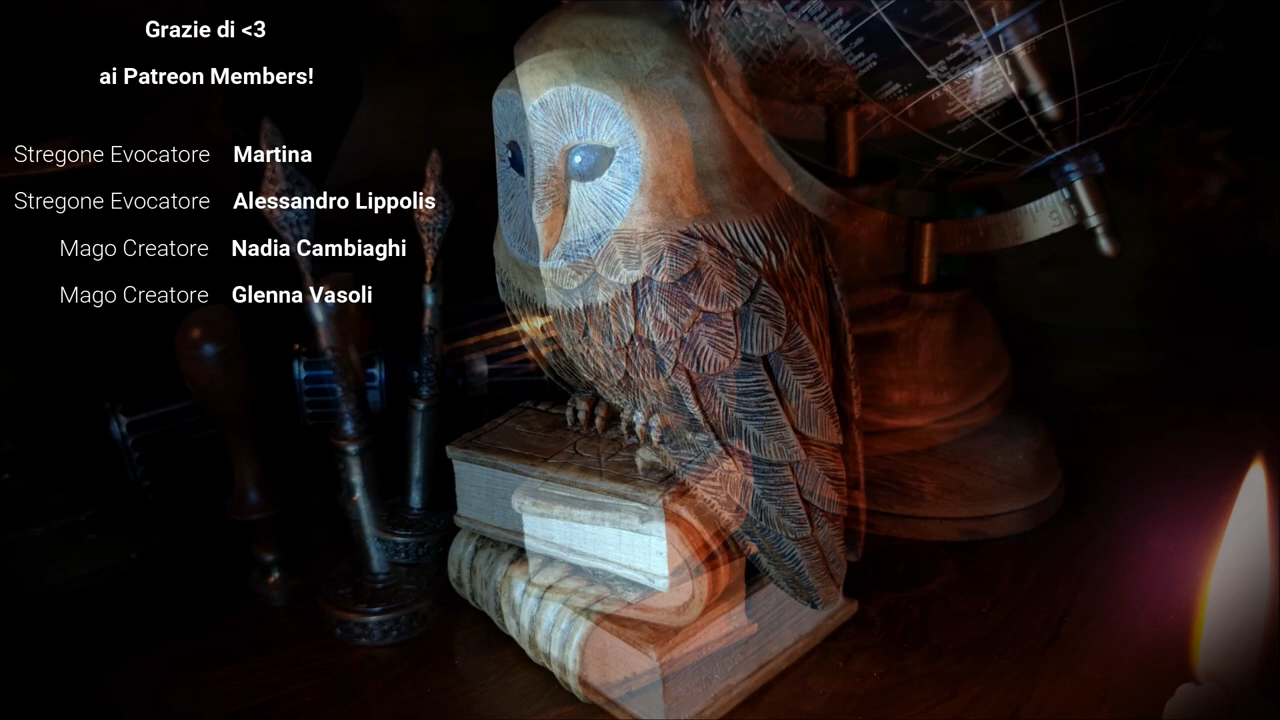 Grazie di <3
ai Patreon Members!
Stregone Evocatore Martina
Stregone Evocatore Alessandro Lippolis
Mago Creatore Nadia Cambiaghi
Mago Creatore Glenna Vasoli